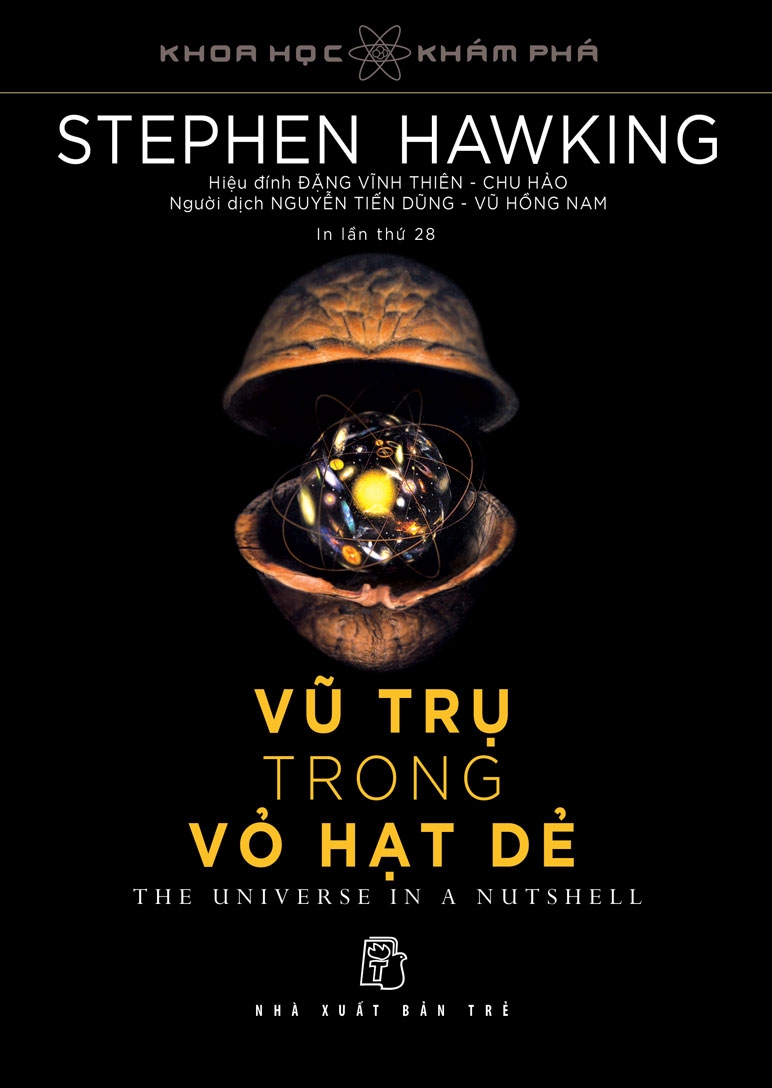 KHOA HỌC KHÁM PHÁ
STEPHEN HAWKING
Hiệu đính ĐẶNG VĨNH THIÊN - CHU HẢO
Người dịch NGUYỄN TIẾN DŨNG - VŨ HỒNG NAM
In lần thứ 28
VŨ TRỤ
TRONG
VỎ HẠT DẺ
THE UNIVERSE IN A NUTSHELL
T
NHÀ XUẤT BẢN TRẺ